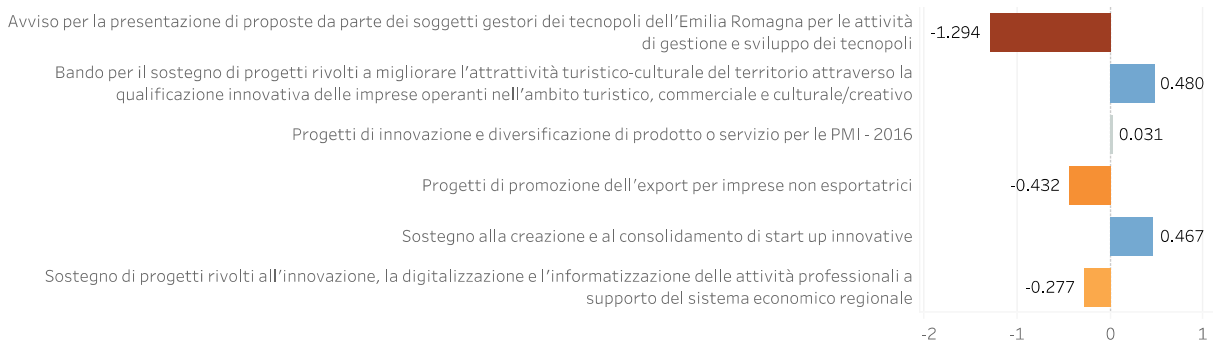 Avviso per la presentazione di proposte da parte dei soggetti gestori dei tecnopoli dell'Emilia Romagna per le attività
di gestione e sviluppo dei tecnopoli
-1.294
Bando per il sostegno di progetti rivolti a migliorare l'attrattività turistico-culturale del territorio attraverso la
qualificazione innovativa delle imprese operanti nell'ambito turistico, commerciale e culturale/creativo
0.480
Progetti di innovazione e diversificazione di prodotto o servizio per le PMI - 2016
0.031
Progetti di promozione dell'export per imprese non esportatrici
-0.432
Sostegno alla creazione e al consolidamento di start up innovative
0.467
Sostegno di progetti rivolti all'innovazione, la digitalizzazione e l'informatizzazione delle attività professionali a
supporto del sistema economico regionale
-0.277
-2 -1 0 1